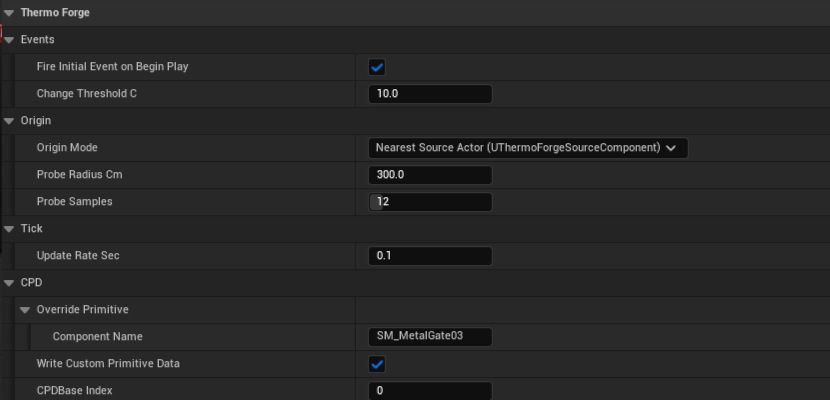 Thermo Forge
Events
Fire Initial Event on Begin Play
Change Threshold C 10.0
Origin
Origin Mode Nearest Source Actor (UThermoForgeSourceComponent)
Probe Radius Cm 300.0
Probe Samples 12
Tick
Update Rate Sec 0.1
CPD
Override Primitive
Component Name SM_MetalGate03
Write Custom Primitive Data
CPDBase Index 0